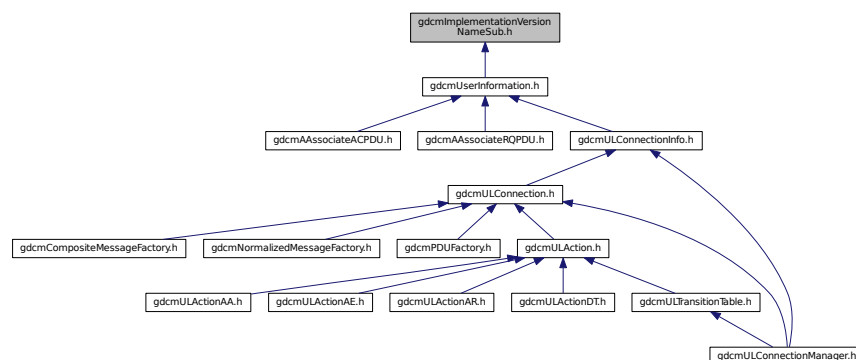 gdcmImplementationVersion
NameSub.h
gdcmUserInformation.h
gdcmAAssociateACPDU.h
gdcmAAssociateRQPDU.h
gdcmULConnectionInfo.h
gdcmULConnection.h
gdcmCompositeMessageFactory.h
gdcmNormalizedMessageFactory.h
gdcmPDUFactory.h
gdcmULAction.h
gdcmULActionAA.h
gdcmULActionAE.h
gdcmULActionAR.h
gdcmULActionDT.h
gdcmULTransitionTable.h
gdcmULConnectionManager.h